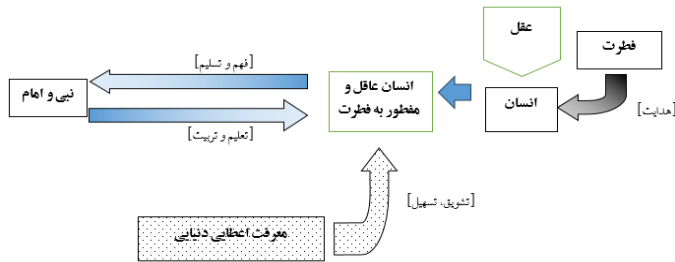 عقل
فطرت
انسان
[هدایت]
انسان عاقل و
مفطور به فطرت
[فهم و تسلیم]
نبی و امام
[تعلیم و تربیت]
[تشویق، تسهیل]
معرفت اعطایی دنیایی